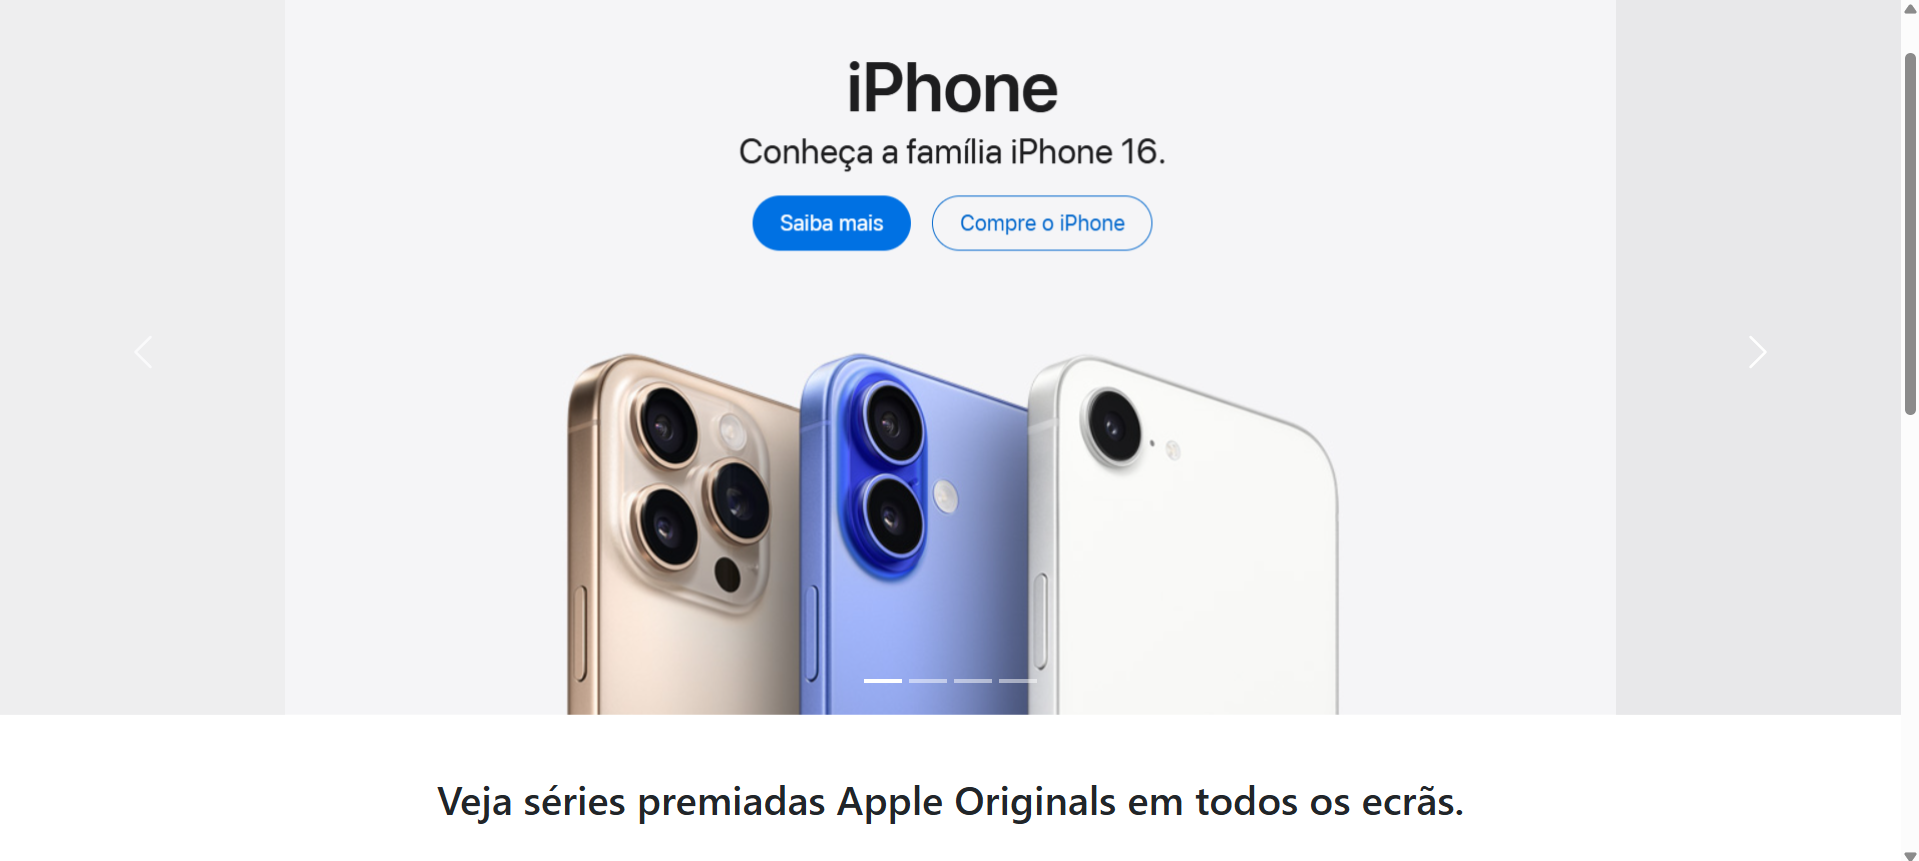 iPhone
Conheça a família iPhone 16.
Saiba mais
Compre o iPhone
Veja séries premiadas Apple Originals em todos os ecrãs.